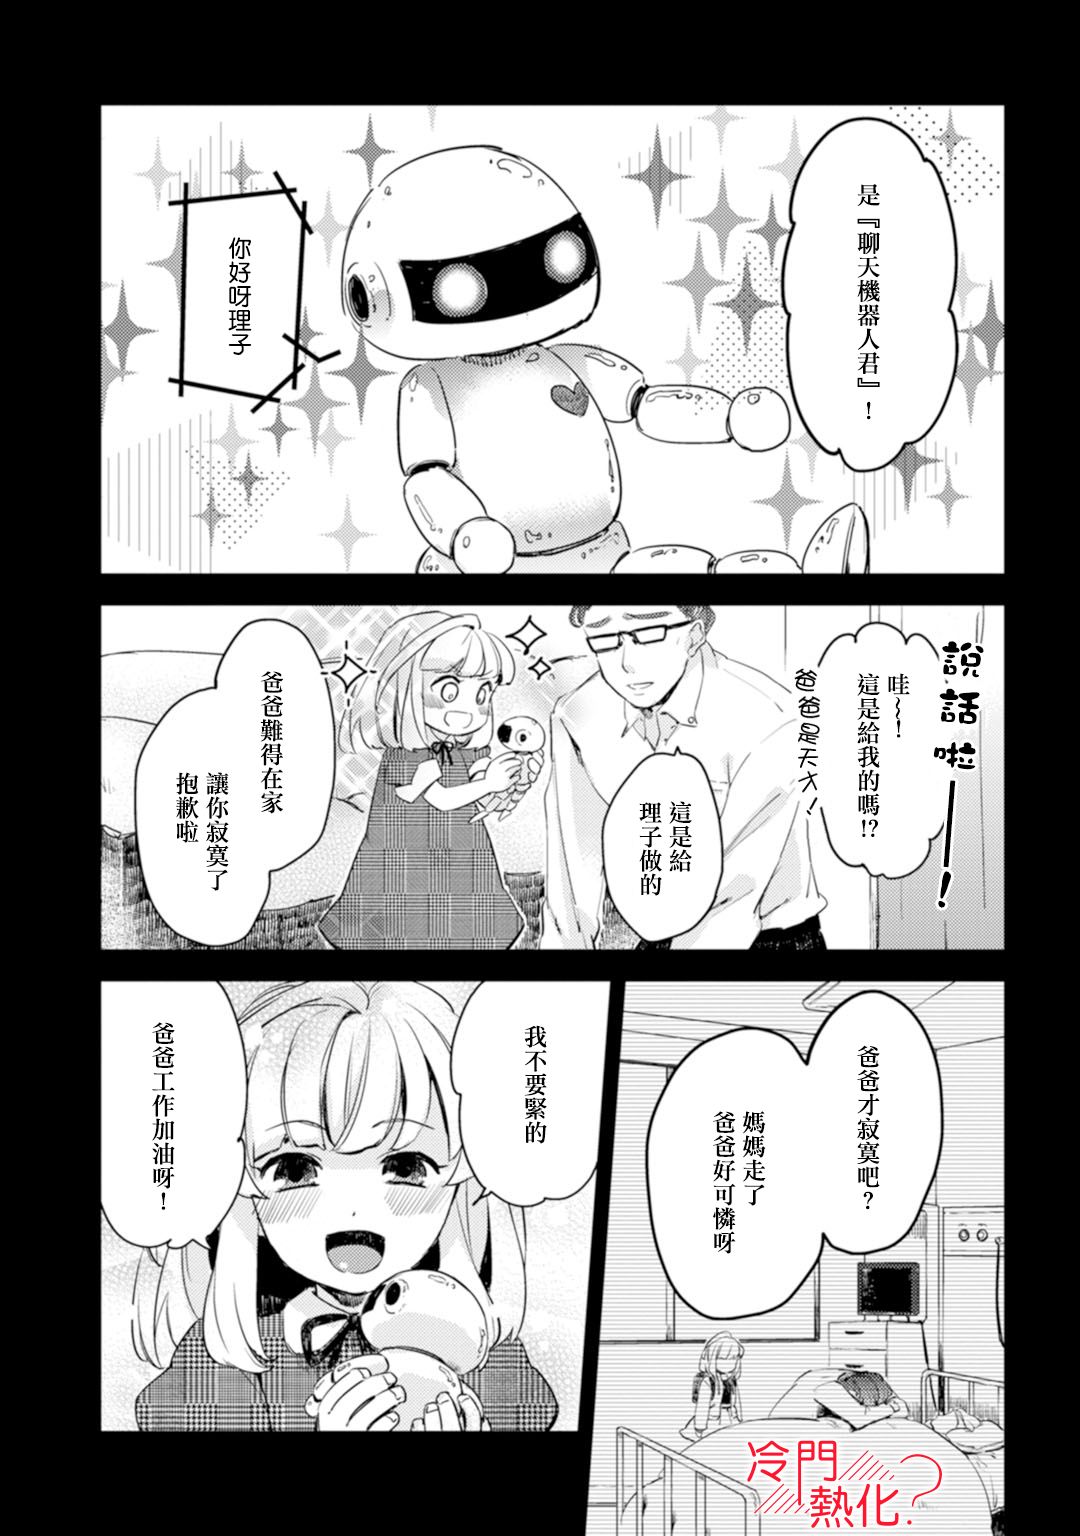 是『聊天機器人君』！
你好呀理子
說話啦——！
哇～！
這是給我的嗎!?
爸爸是天才！
這是給
理子做的
爸爸難得在家
讓你寂寞了
抱歉啦
爸爸才寂寞吧？
媽媽走了
爸爸好可憐呀
我不要緊的
爸爸工作加油呀！
冷門
熱化.?